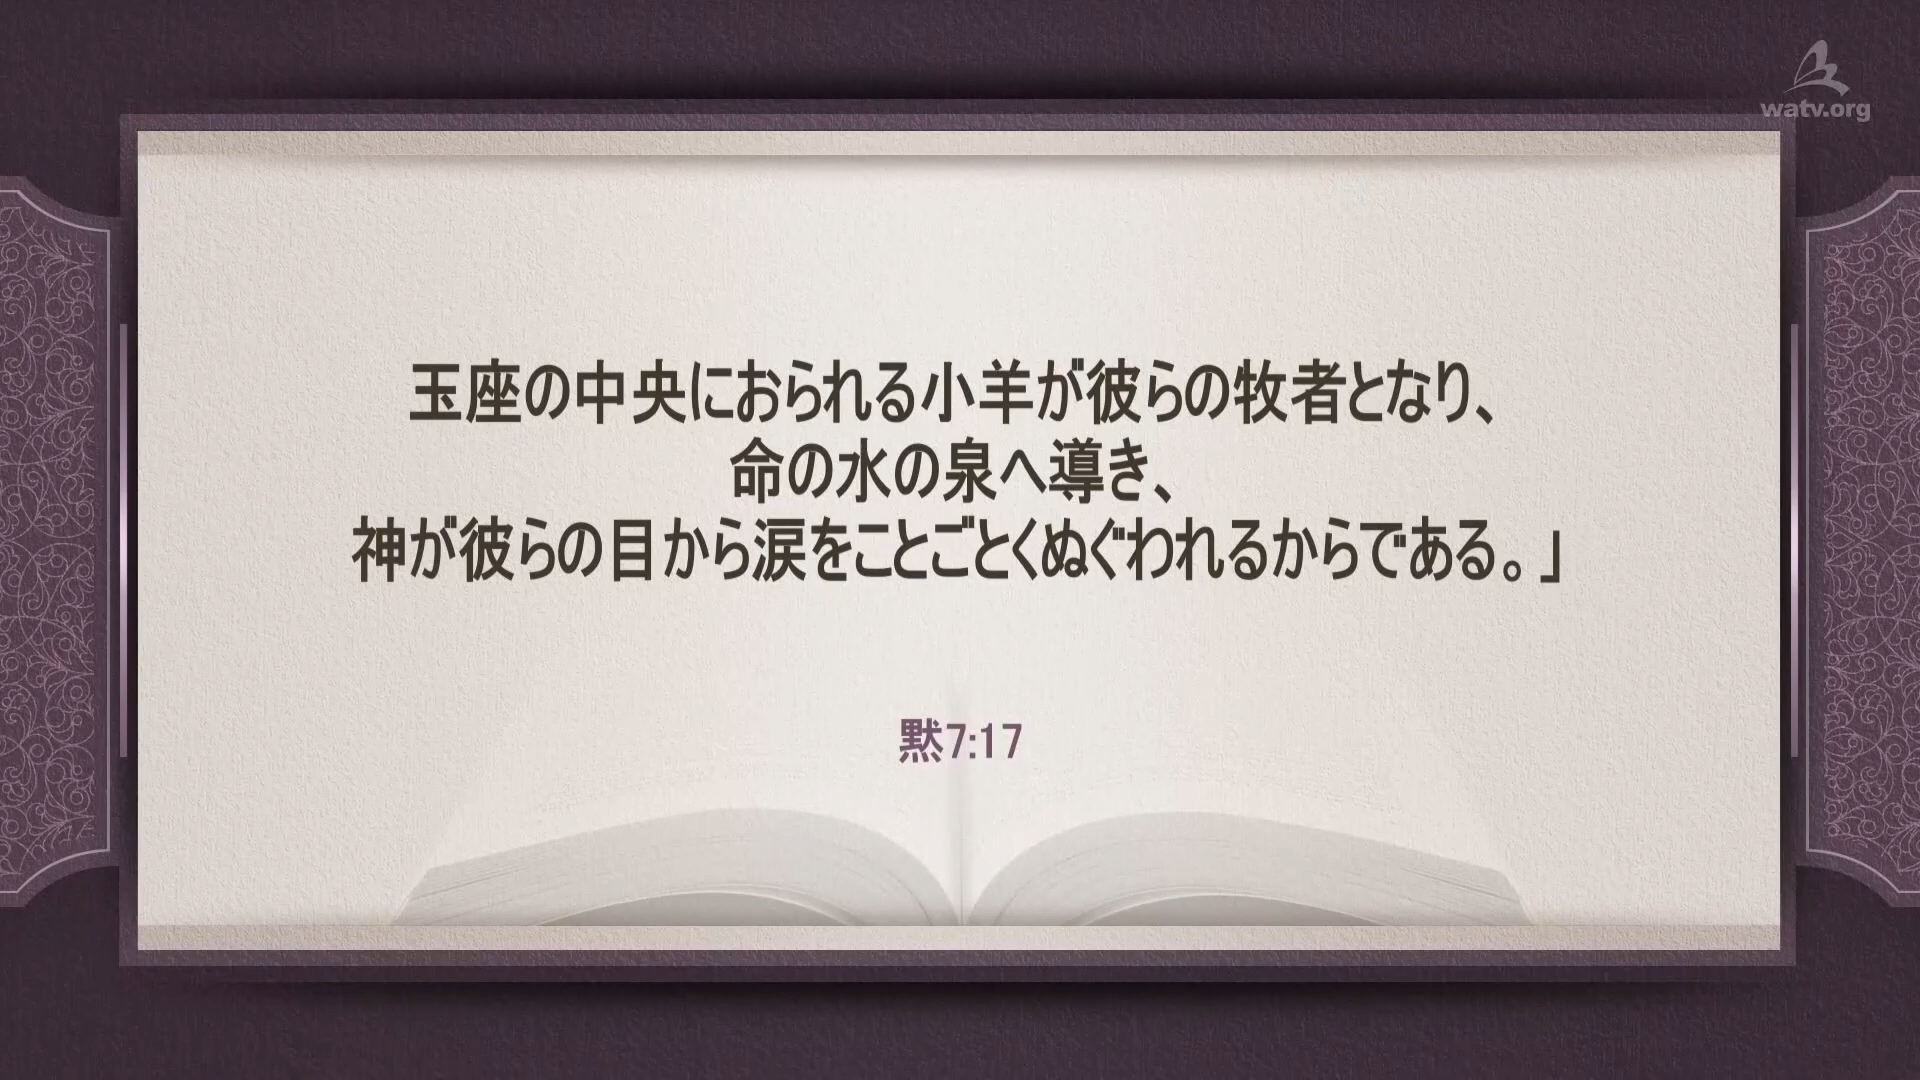 watv.org
玉座の中央におられる小羊が彼らの牧者となり、
命の水の泉へ導き、
神が彼らの目から涙をことごとくぬぐわれるからである。」
黙7:17